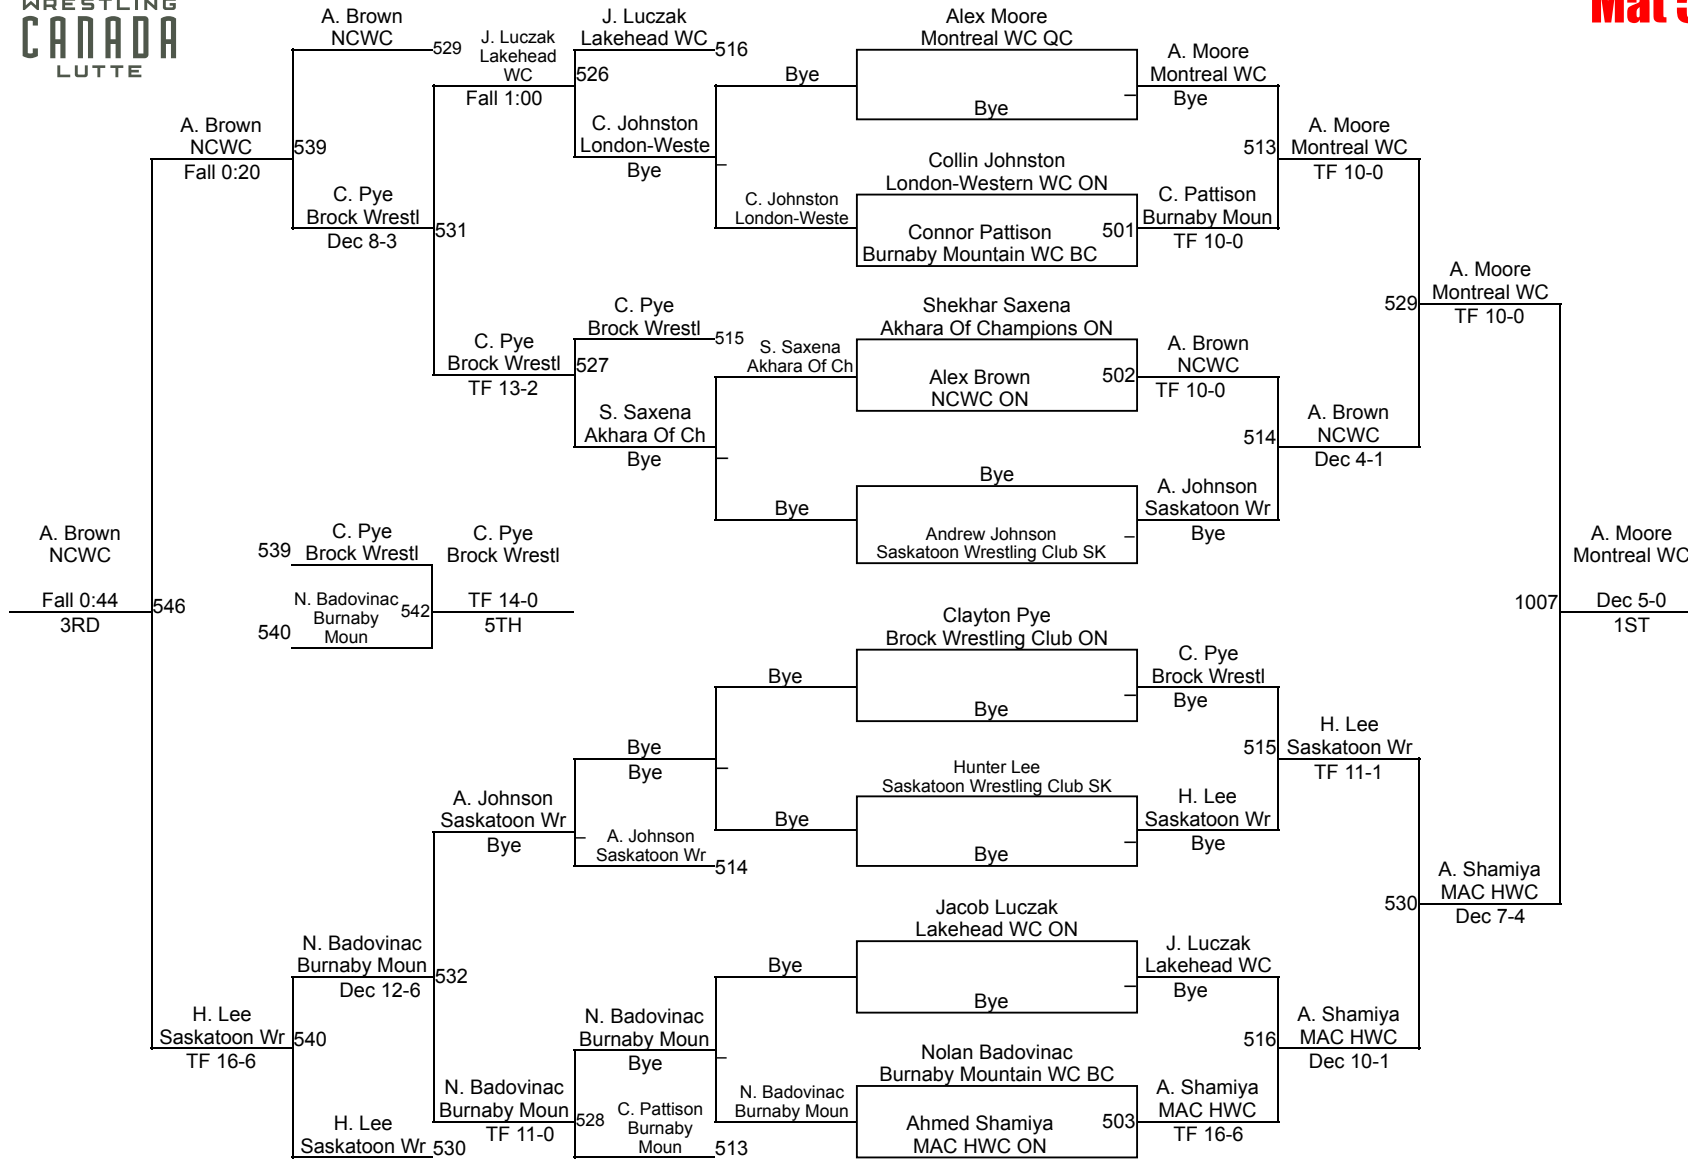 WRESTLING
CANADA
LUTTE
A. Brown
NCWC
529
J. Luczak
Lakehead
WC
Fall 1:00
J. Luczak
Lakehead WC
516
526
C. Johnston
London-Weste
Bye
Bye
Alex Moore
Montreal WC QC
Bye
A. Moore
Montreal WC
Bye
A. Brown
NCWC
Fall 0:20
539
C. Pye
Brock Wrestl
Dec 8-3
531
C. Johnston
London-Weste
Collin Johnston
London-Western WC ON
Connor Pattison
Burnaby Mountain WC BC
501
513
C. Pattison
Burnaby Moun
TF 10-0
A. Moore
Montreal WC
TF 10-0
C. Pye
Brock Wrestl
TF 13-2
C. Pye
Brock Wrestl
515
527
S. Saxena
Akhara Of Ch
Bye
S. Saxena
Akhara Of Ch
Shekhar Saxena
Akhara Of Champions ON
Alex Brown
NCWC ON
502
A. Brown
NCWC
TF 10-0
529
A. Moore
Montreal WC
TF 10-0
514
A. Brown
NCWC
Dec 4-1
Bye
Bye
Andrew Johnson
Saskatoon Wrestling Club SK
A. Johnson
Saskatoon Wr
Bye
A. Brown
NCWC
Fall 0:44
3RD
546
539
C. Pye
Brock Wrestl
540
N. Badovinac
Burnaby
Moun
542
C. Pye
Brock Wrestl
TF 14-0
5TH
1007
A. Moore
Montreal WC
Dec 5-0
1ST
Bye
Clayton Pye
Brock Wrestling Club ON
Bye
C. Pye
Brock Wrestl
Bye
Bye
Bye
A. Johnson
Saskatoon Wr
Bye
A. Johnson
Saskatoon Wr
514
Bye
Hunter Lee
Saskatoon Wrestling Club SK
Bye
515
H. Lee
Saskatoon Wr
Bye
H. Lee
Saskatoon Wr
TF 11-1
530
A. Shamiya
MAC HWC
Dec 7-4
N. Badovinac
Burnaby Moun
Dec 12-6
532
Bye
Jacob Luczak
Lakehead WC ON
Bye
J. Luczak
Lakehead WC
Bye
H. Lee
Saskatoon Wr
TF 16-6
540
N. Badovinac
Burnaby Moun
Bye
516
A. Shamiya
MAC HWC
Dec 10-1
H. Lee
Saskatoon Wr
530
N. Badovinac
Burnaby Moun
TF 11-0
528
C. Pattison
Burnaby
Moun
513
N. Badovinac
Burnaby Moun
Nolan Badovinac
Burnaby Mountain WC BC
Ahmed Shamiya
MAC HWC ON
503
A. Shamiya
MAC HWC
TF 16-6